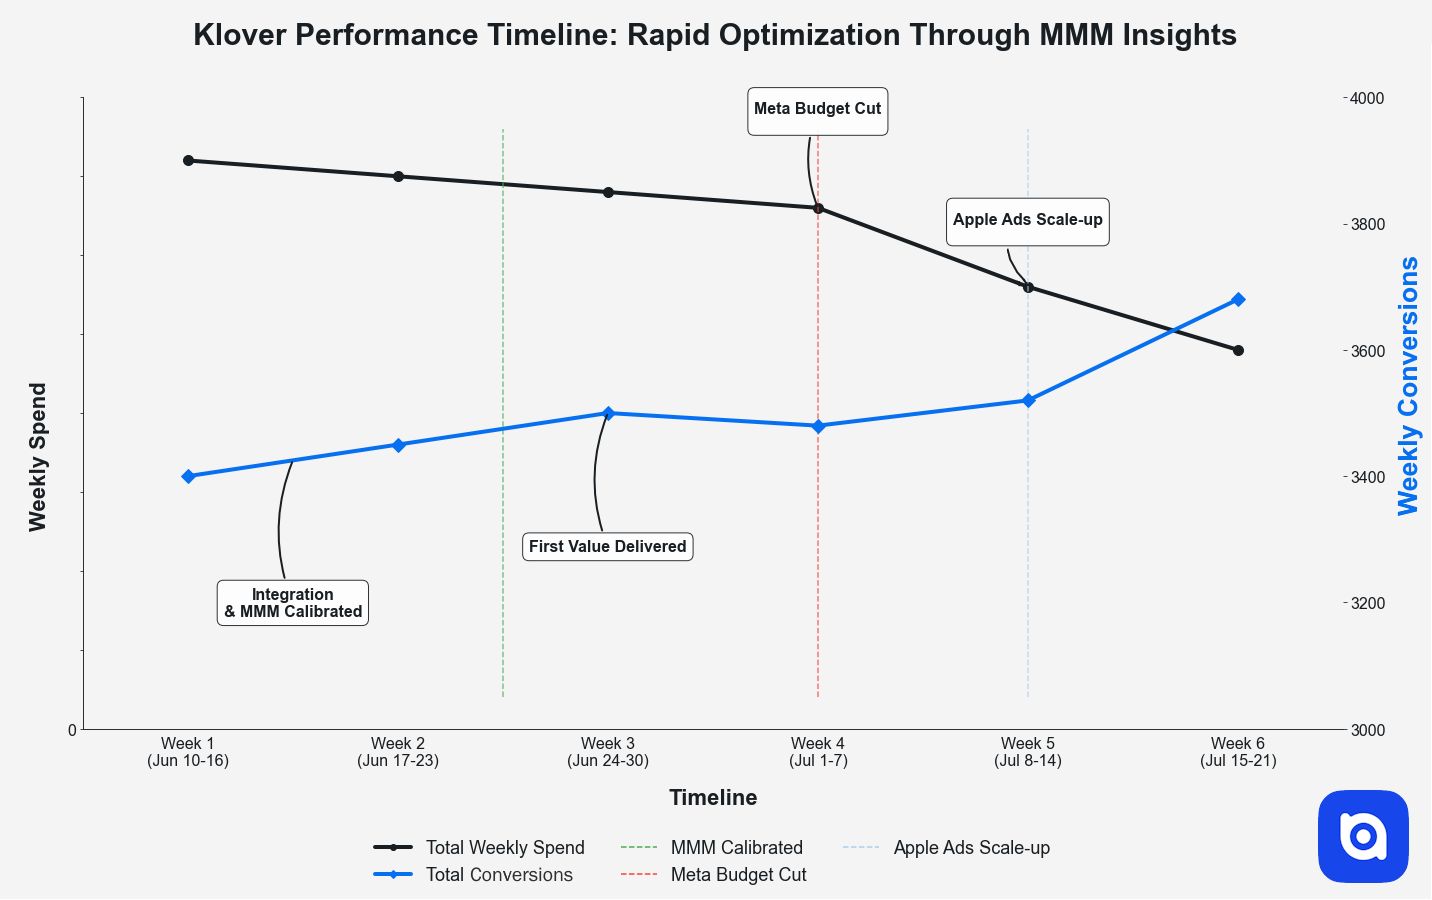 Klover Performance Timeline: Rapid Optimization Through MMM Insights
Meta Budget Cut
Apple Ads Scale-up
First Value Delivered
Integration
& MMM Calibrated
Weekly Spend
0
4000
3800
3600
3400
3200
3000
Weekly Conversions
Week 1
(Jun 10-16)
Week 2
(Jun 17-23)
Week 3
(Jun 24-30)
Week 4
(Jul 1-7)
Week 5
(Jul 8-14)
Week 6
(Jul 15-21)
Timeline
Total Weekly Spend
Total Conversions
MMM Calibrated
Meta Budget Cut
Apple Ads Scale-up